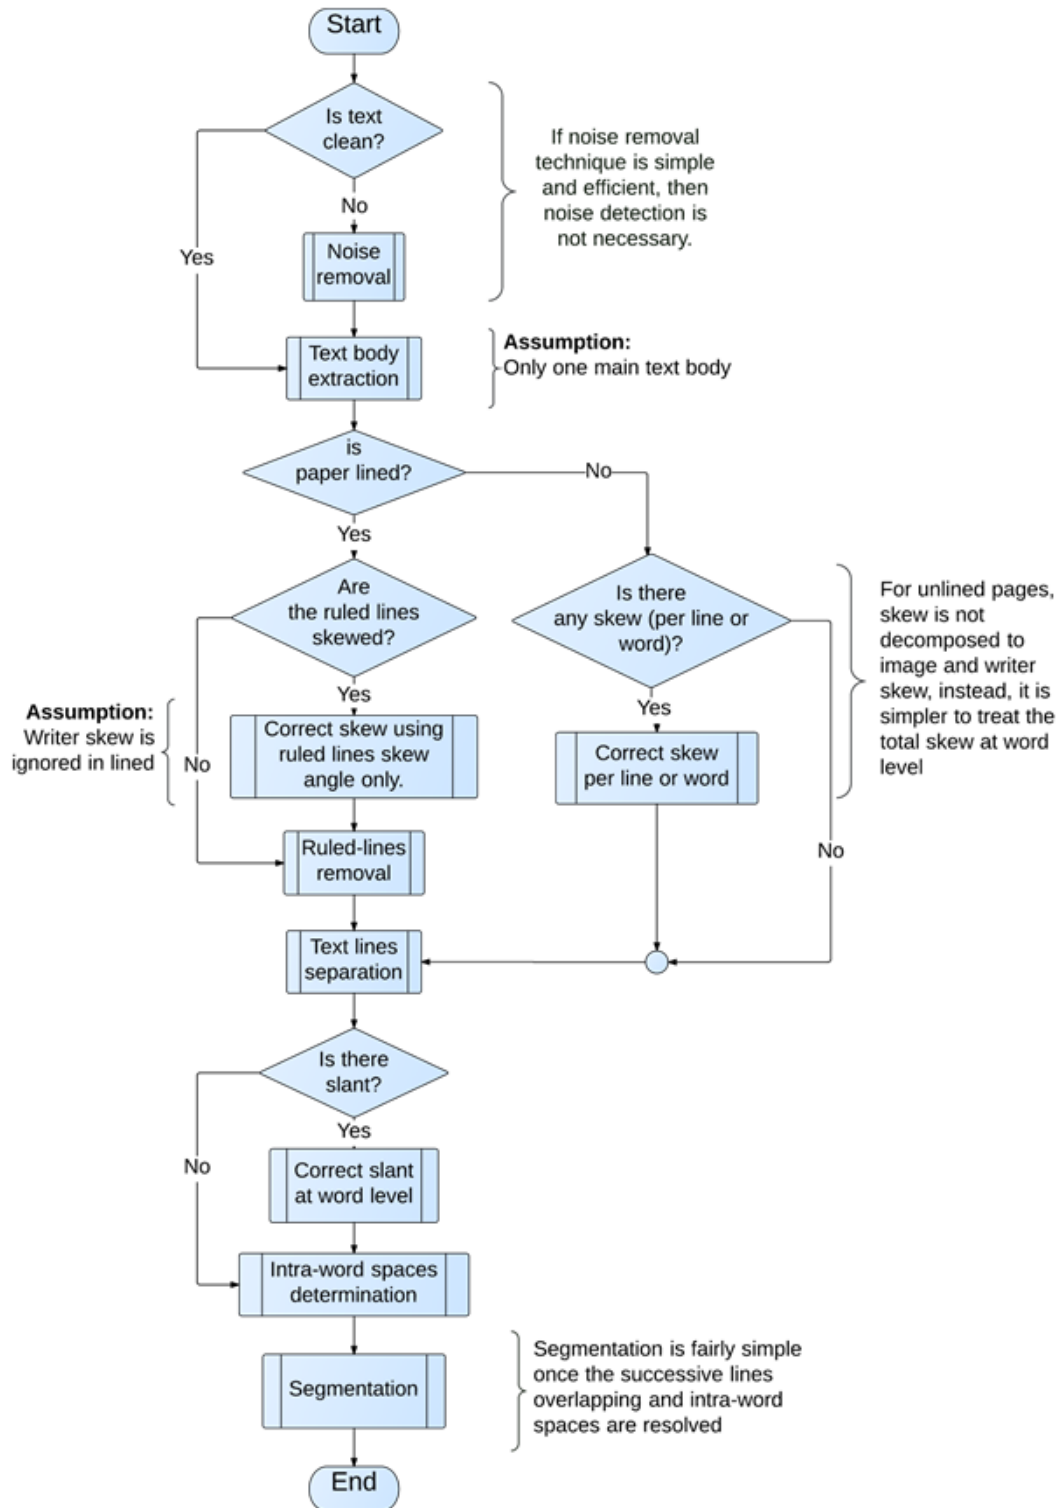 Start
Is text
clean?
If noise removal
technique is simple
and efficient, then
noise detection is
not necessary.
No
Yes
Noise
removal
Text body
extraction
Assumption:
Only one main text body
is
paper lined?
No
Yes
Are
the ruled lines
skewed?
Is there
any skew (per line or
word)?
For unlined pages,
skew is not
decomposed to
image and writer
skew, instead, it is
simpler to treat the
total skew at word
level
Yes
Yes
Assumption:
Writer skew is
ignored in lined
No
Correct skew using
ruled lines skew
angle only.
Correct skew
per line or word
No
Ruled-lines
removal
Text lines
separation
Is there
slant?
Yes
No
Correct slant
at word level
Intra-word spaces
determination
Segmentation
Segmentation is fairly simple
once the successive lines
overlapping and intra-word
spaces are resolved
End